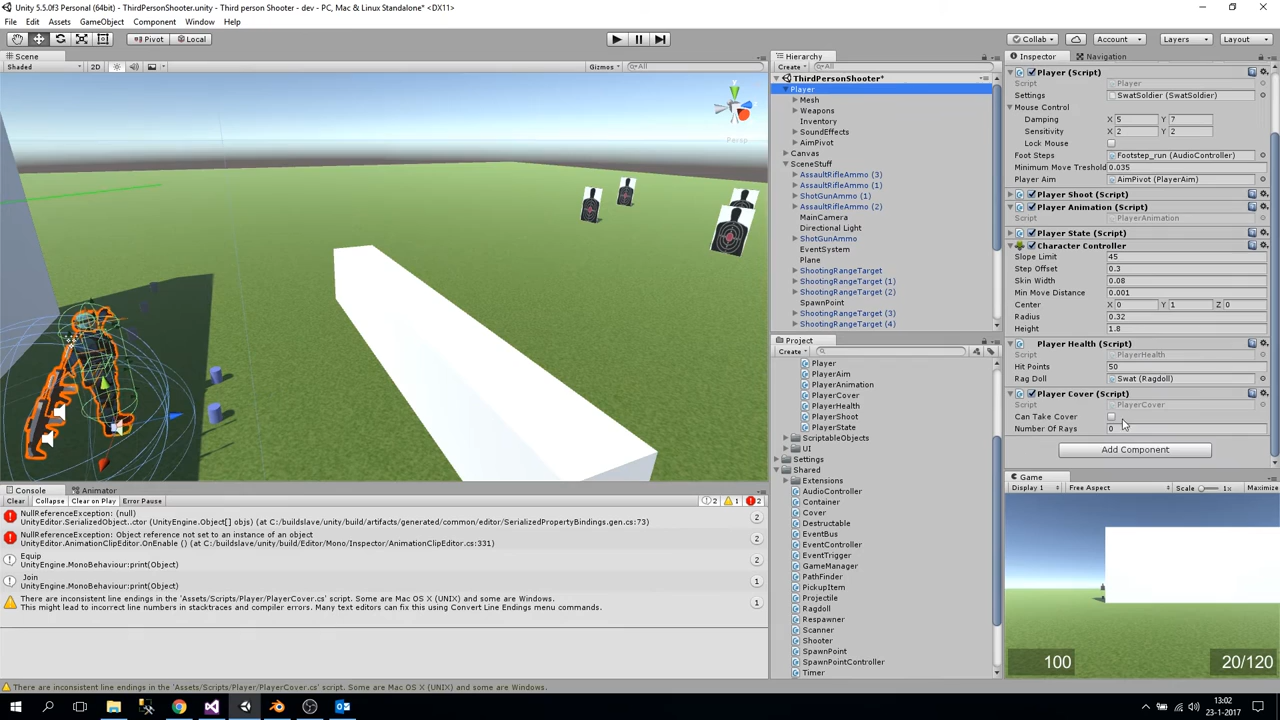 Unity 5.5.0f3 Personal (64bit) - ThirdPersonShooter.unity - Third person Shooter - dev - PC, Mac & Linux Standalone* <DX11>
File Edit Assets GameObject Component Window Help
Pivot Local Collab Account Layers Layout
Scene
Shaded 2D Gizmos All
y
Persp
Hierarchy
Create All
ThirdPersonShooter*
Player
Mesh
Weapons
Inventory
SoundEffects
AimPivot
Canvas
SceneStuff
AssaultRifleAmmo (3)
AssaultRifleAmmo (1)
ShotGunAmmo (1)
AssaultRifleAmmo (2)
MainCamera
Directional Light
ShotGunAmmo
EventSystem
Plane
ShootingRangeTarget
ShootingRangeTarget (1)
ShootingRangeTarget (2)
SpawnPoint
ShootingRangeTarget (3)
ShootingRangeTarget (4)
Project
Create
Player
PlayerAim
PlayerAnimation
PlayerCover
PlayerHealth
PlayerShoot
PlayerState
ScriptableObjects
UI
Settings
Shared
Extensions
AudioController
Container
Cover
Destructable
EventBus
EventController
EventTrigger
GameManager
PathFinder
PickupItem
Projectile
Ragdoll
Respawner
Scanner
Shooter
SpawnPoint
SpawnPointController
Timer
Inspector Navigation
Player (Script)
Script Player
Settings SwatSoldier (SwatSoldier)
Mouse Control
Damping X 5 Y 7
Sensitivity X 2 Y 2
Lock Mouse
Foot Steps Footstep_run (AudioController)
Minimum Move Treshold 0.035
Player Aim AimPivot (PlayerAim)
Player Shoot (Script)
Player Animation (Script)
Script PlayerAnimation
Player State (Script)
Character Controller
Slope Limit 45
Step Offset 0.3
Skin Width 0.08
Min Move Distance 0.001
Center X 0 Y 1 Z 0
Radius 0.32
Height 1.8
Player Health (Script)
Script PlayerHealth
Hit Points 50
Rag Doll Swat (Ragdoll)
Player Cover (Script)
Script PlayerCover
Can Take Cover
Number Of Rays 0
Add Component
Game
Display 1 Free Aspect Scale 1x Maximize
100 20/120
Console Animator
Clear Collapse Clear on Play Error Pause 2 1 2
NullReferenceException: (null)
UnityEditor.SerializedObject..ctor (UnityEngine.Object[] objs) (at C:/buildslave/unity/build/artifacts/generated/common/editor/SerializedPropertyBindings.gen.cs:73) 2
NullReferenceException: Object reference not set to an instance of an object
UnityEditor.AnimationClipEditor.OnEnable () (at C:/buildslave/unity/build/Editor/Mono/Inspector/AnimationClipEditor.cs:331) 2
Equip
UnityEngine.MonoBehaviour:print(Object) 2
Join
UnityEngine.MonoBehaviour:print(Object) 1
There are inconsistent line endings in the 'Assets/Scripts/Player/PlayerCover.cs' script. Some are Mac OS X (UNIX) and some are Windows.
This might lead to incorrect line numbers in stacktraces and compiler errors. Many text editors can fix this using Convert Line Endings menu commands. 1
There are inconsistent line endings in the 'Assets/Scripts/Player/PlayerCover.cs' script. Some are Mac OS X (UNIX) and some are Windows.
13:02
23-1-2017